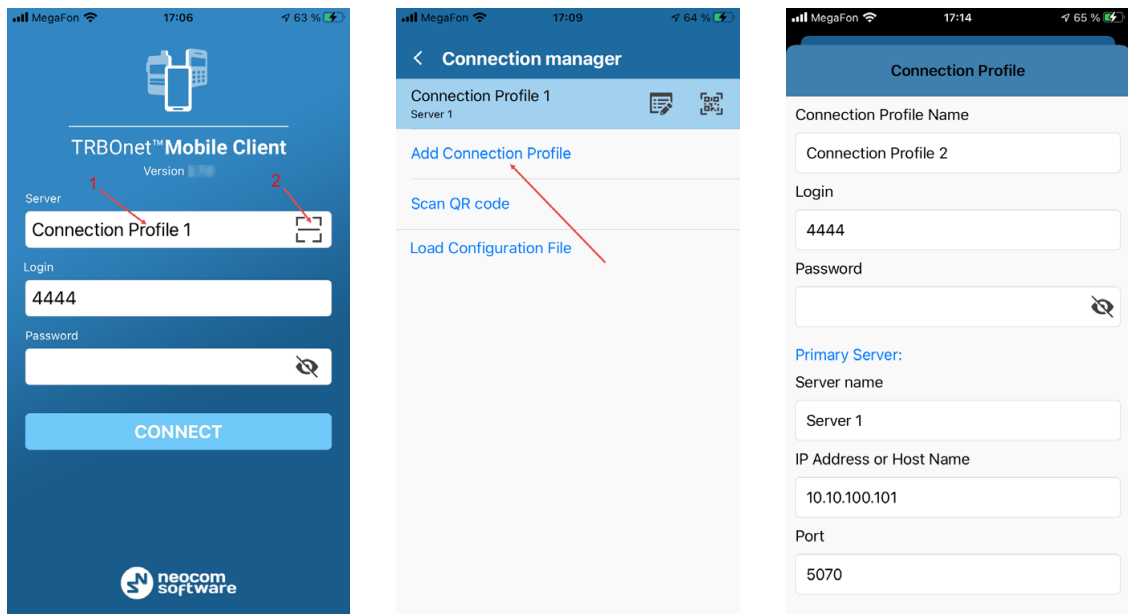 MegaFon 17:06 63 %
TRBOnet™Mobile Client
Version
1
2
Server
Connection Profile 1
Login
4444
Password
CONNECT
neocom
software
MegaFon 17:09 64 %
Connection manager
Connection Profile 1
Server 1
Add Connection Profile
Scan QR code
Load Configuration File
MegaFon 17:14 65 %
Connection Profile
Connection Profile Name
Connection Profile 2
Login
4444
Password
Primary Server:
Server name
Server 1
IP Address or Host Name
10.10.100.101
Port
5070